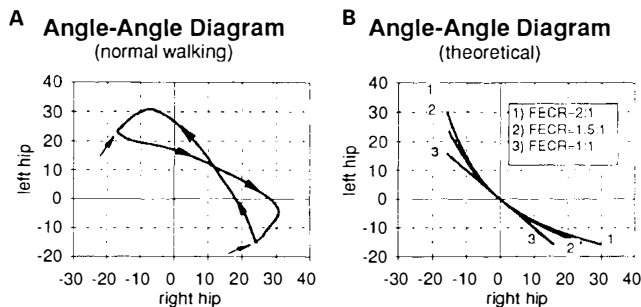 A Angle-Angle Diagram
(normal walking)
40
30
20
10
0
-10
-20
left hip
-30 -20 -10 0 10 20 30 40
right hip
B Angle-Angle Diagram
(theoretical)
40
30
20
10
0
-10
-20
left hip
1
2
3
1) FECR=2:1
2) FECR=1.5:1
3) FECR=1:1
3 2 1
-30 -20 -10 0 10 20 30 40
right hip